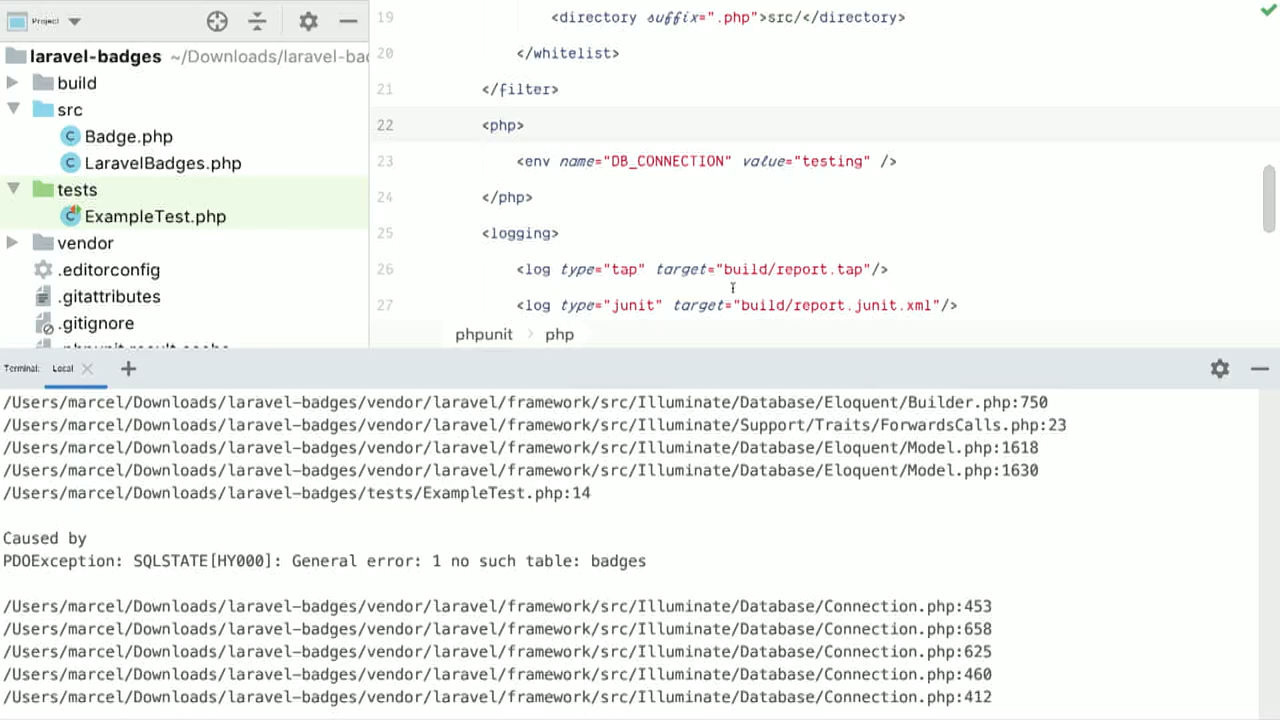 Project
laravel-badges ~/Downloads/laravel-ba
build
src
Badge.php
LaravelBadges.php
tests
ExampleTest.php
vendor
.editorconfig
.gitattributes
.gitignore
.phpunit.result.cache
19 <directory suffix=".php">src/</directory>
20 </whitelist>
21 </filter>
22 <php>
23 <env name="DB_CONNECTION" value="testing" />
24 </php>
25 <logging>
26 <log type="tap" target="build/report.tap"/>
27 <log type="junit" target="build/report.junit.xml"/>
phpunit > php
Terminal: Local
/Users/marcel/Downloads/laravel-badges/vendor/laravel/framework/src/Illuminate/Database/Eloquent/Builder.php:750
/Users/marcel/Downloads/laravel-badges/vendor/laravel/framework/src/Illuminate/Support/Traits/ForwardsCalls.php:23
/Users/marcel/Downloads/laravel-badges/vendor/laravel/framework/src/Illuminate/Database/Eloquent/Model.php:1618
/Users/marcel/Downloads/laravel-badges/vendor/laravel/framework/src/Illuminate/Database/Eloquent/Model.php:1630
/Users/marcel/Downloads/laravel-badges/tests/ExampleTest.php:14
Caused by
PDOException: SQLSTATE[HY000]: General error: 1 no such table: badges
/Users/marcel/Downloads/laravel-badges/vendor/laravel/framework/src/Illuminate/Database/Connection.php:453
/Users/marcel/Downloads/laravel-badges/vendor/laravel/framework/src/Illuminate/Database/Connection.php:658
/Users/marcel/Downloads/laravel-badges/vendor/laravel/framework/src/Illuminate/Database/Connection.php:625
/Users/marcel/Downloads/laravel-badges/vendor/laravel/framework/src/Illuminate/Database/Connection.php:460
/Users/marcel/Downloads/laravel-badges/vendor/laravel/framework/src/Illuminate/Database/Connection.php:412